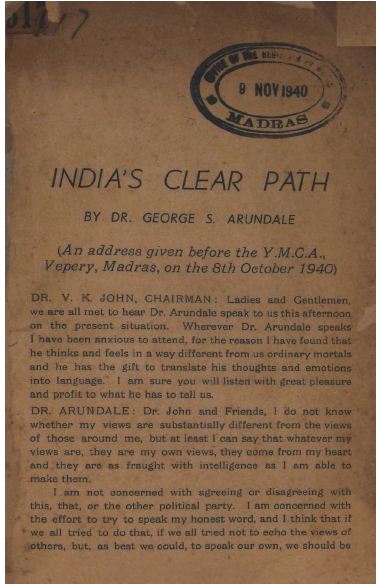 317
OFFICE OF THE
9 NOV 1940
MADRAS
INDIA'S CLEAR PATH
BY DR. GEORGE S. ARUNDALE
(An address given before the Y.M.C.A.,
Vepery, Madras, on the 8th October 1940)
DR. V. K. JOHN, CHAIRMAN: Ladies and Gentlemen,
we are all met to hear Dr. Arundale speak to us this afternoon
on the present situation. Wherever Dr. Arundale speaks
I have been anxious to attend, for the reason I have found that
he thinks and feels in a way different from us ordinary mortals
and he has the gift to translate his thoughts and emotions
into language. I am sure you will listen with great pleasure
and profit to what he has to tell us.
DR. ARUNDALE: Dr. John and Friends, I do not know
whether my views are substantially different from the views
of those around me, but at least I can say that whatever my
views are, they are my own views, they come from my heart
and they are as fraught with intelligence as I am able to
make them.
I am not concerned with agreeing or disagreeing with
this, that, or the other political party. I am concerned with
the effort to try to speak my honest word, and I think that if
we all tried to do that, if we all tried not to echo the views of
others, but, as best we could, to speak our own, we should be